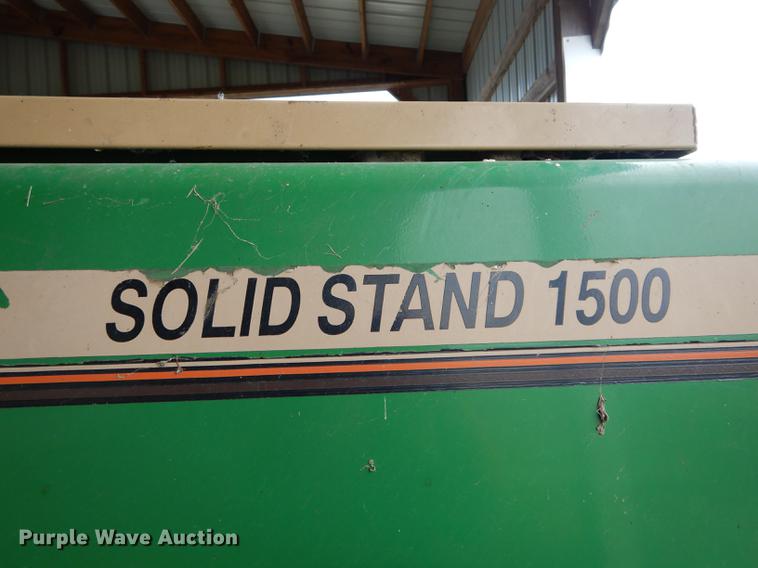 SOLID STAND 1500
Purple Wave Auction